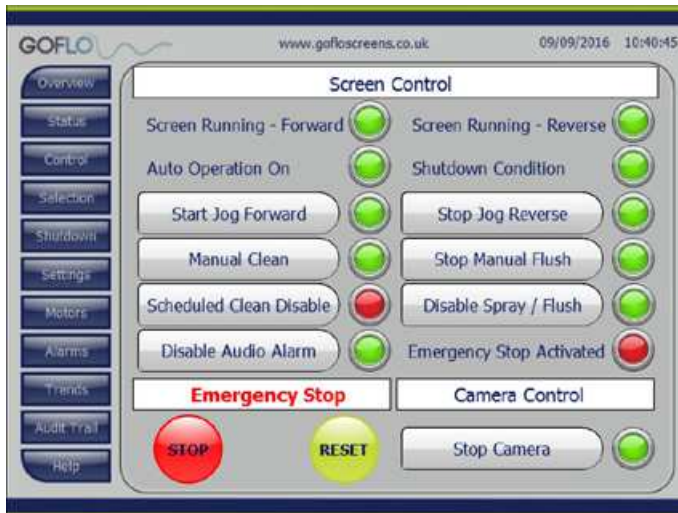 GOFLO
www.gofloscreens.co.uk
09/09/2016 10:40:45
Overview
Status
Control
Selection
Shutdown
Settings
Motors
Alarms
Trends
Audit Trail
Help
Screen Control
Screen Running - Forward
Screen Running - Reverse
Auto Operation On
Shutdown Condition
Start Jog Forward
Stop Jog Reverse
Manual Clean
Stop Manual Flush
Scheduled Clean Disable
Disable Spray / Flush
Disable Audio Alarm
Emergency Stop Activated
Emergency Stop
Camera Control
STOP
RESET
Stop Camera